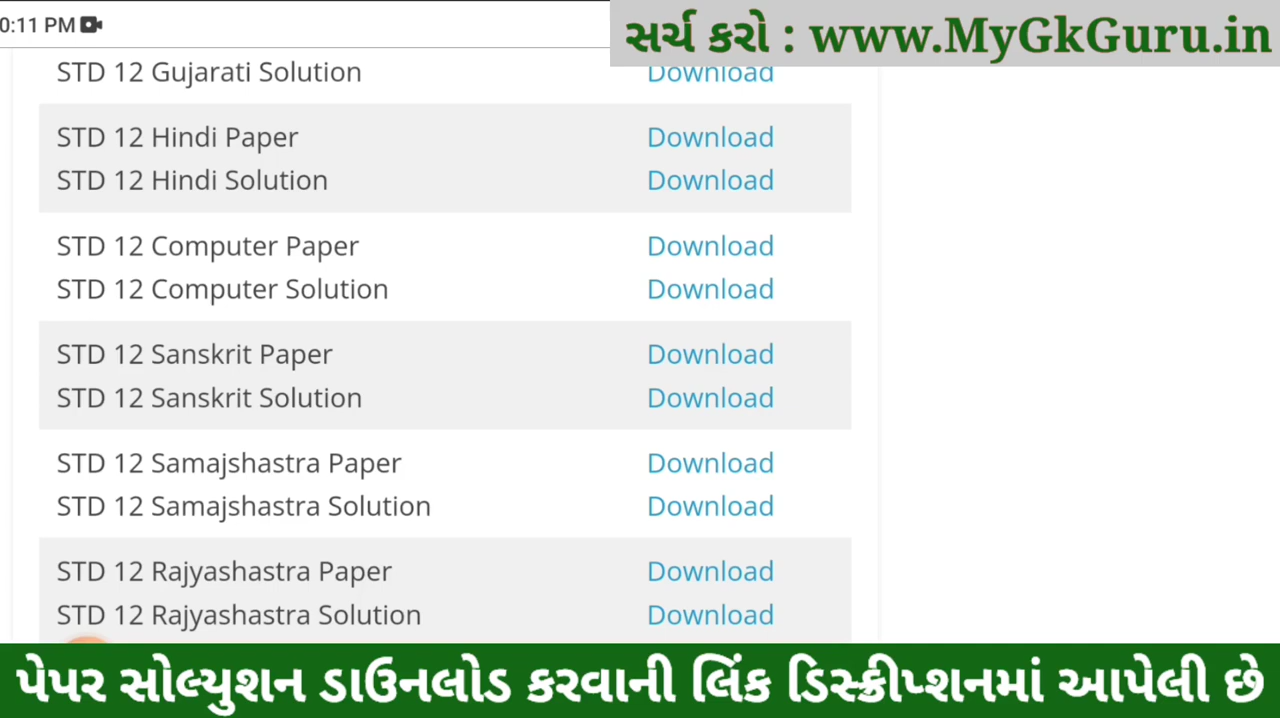 0:11 PM
સર્ચ કરો : www.MyGkGuru.in
STD 12 Gujarati Solution Download
STD 12 Hindi Paper Download
STD 12 Hindi Solution Download
STD 12 Computer Paper Download
STD 12 Computer Solution Download
STD 12 Sanskrit Paper Download
STD 12 Sanskrit Solution Download
STD 12 Samajshastra Paper Download
STD 12 Samajshastra Solution Download
STD 12 Rajyashastra Paper Download
STD 12 Rajyashastra Solution Download
પેપર સોલ્યુશન ડાઉનલોડ કરવાની લિંક ડિસ્ક્રીપ્શનમાં આપેલી છે